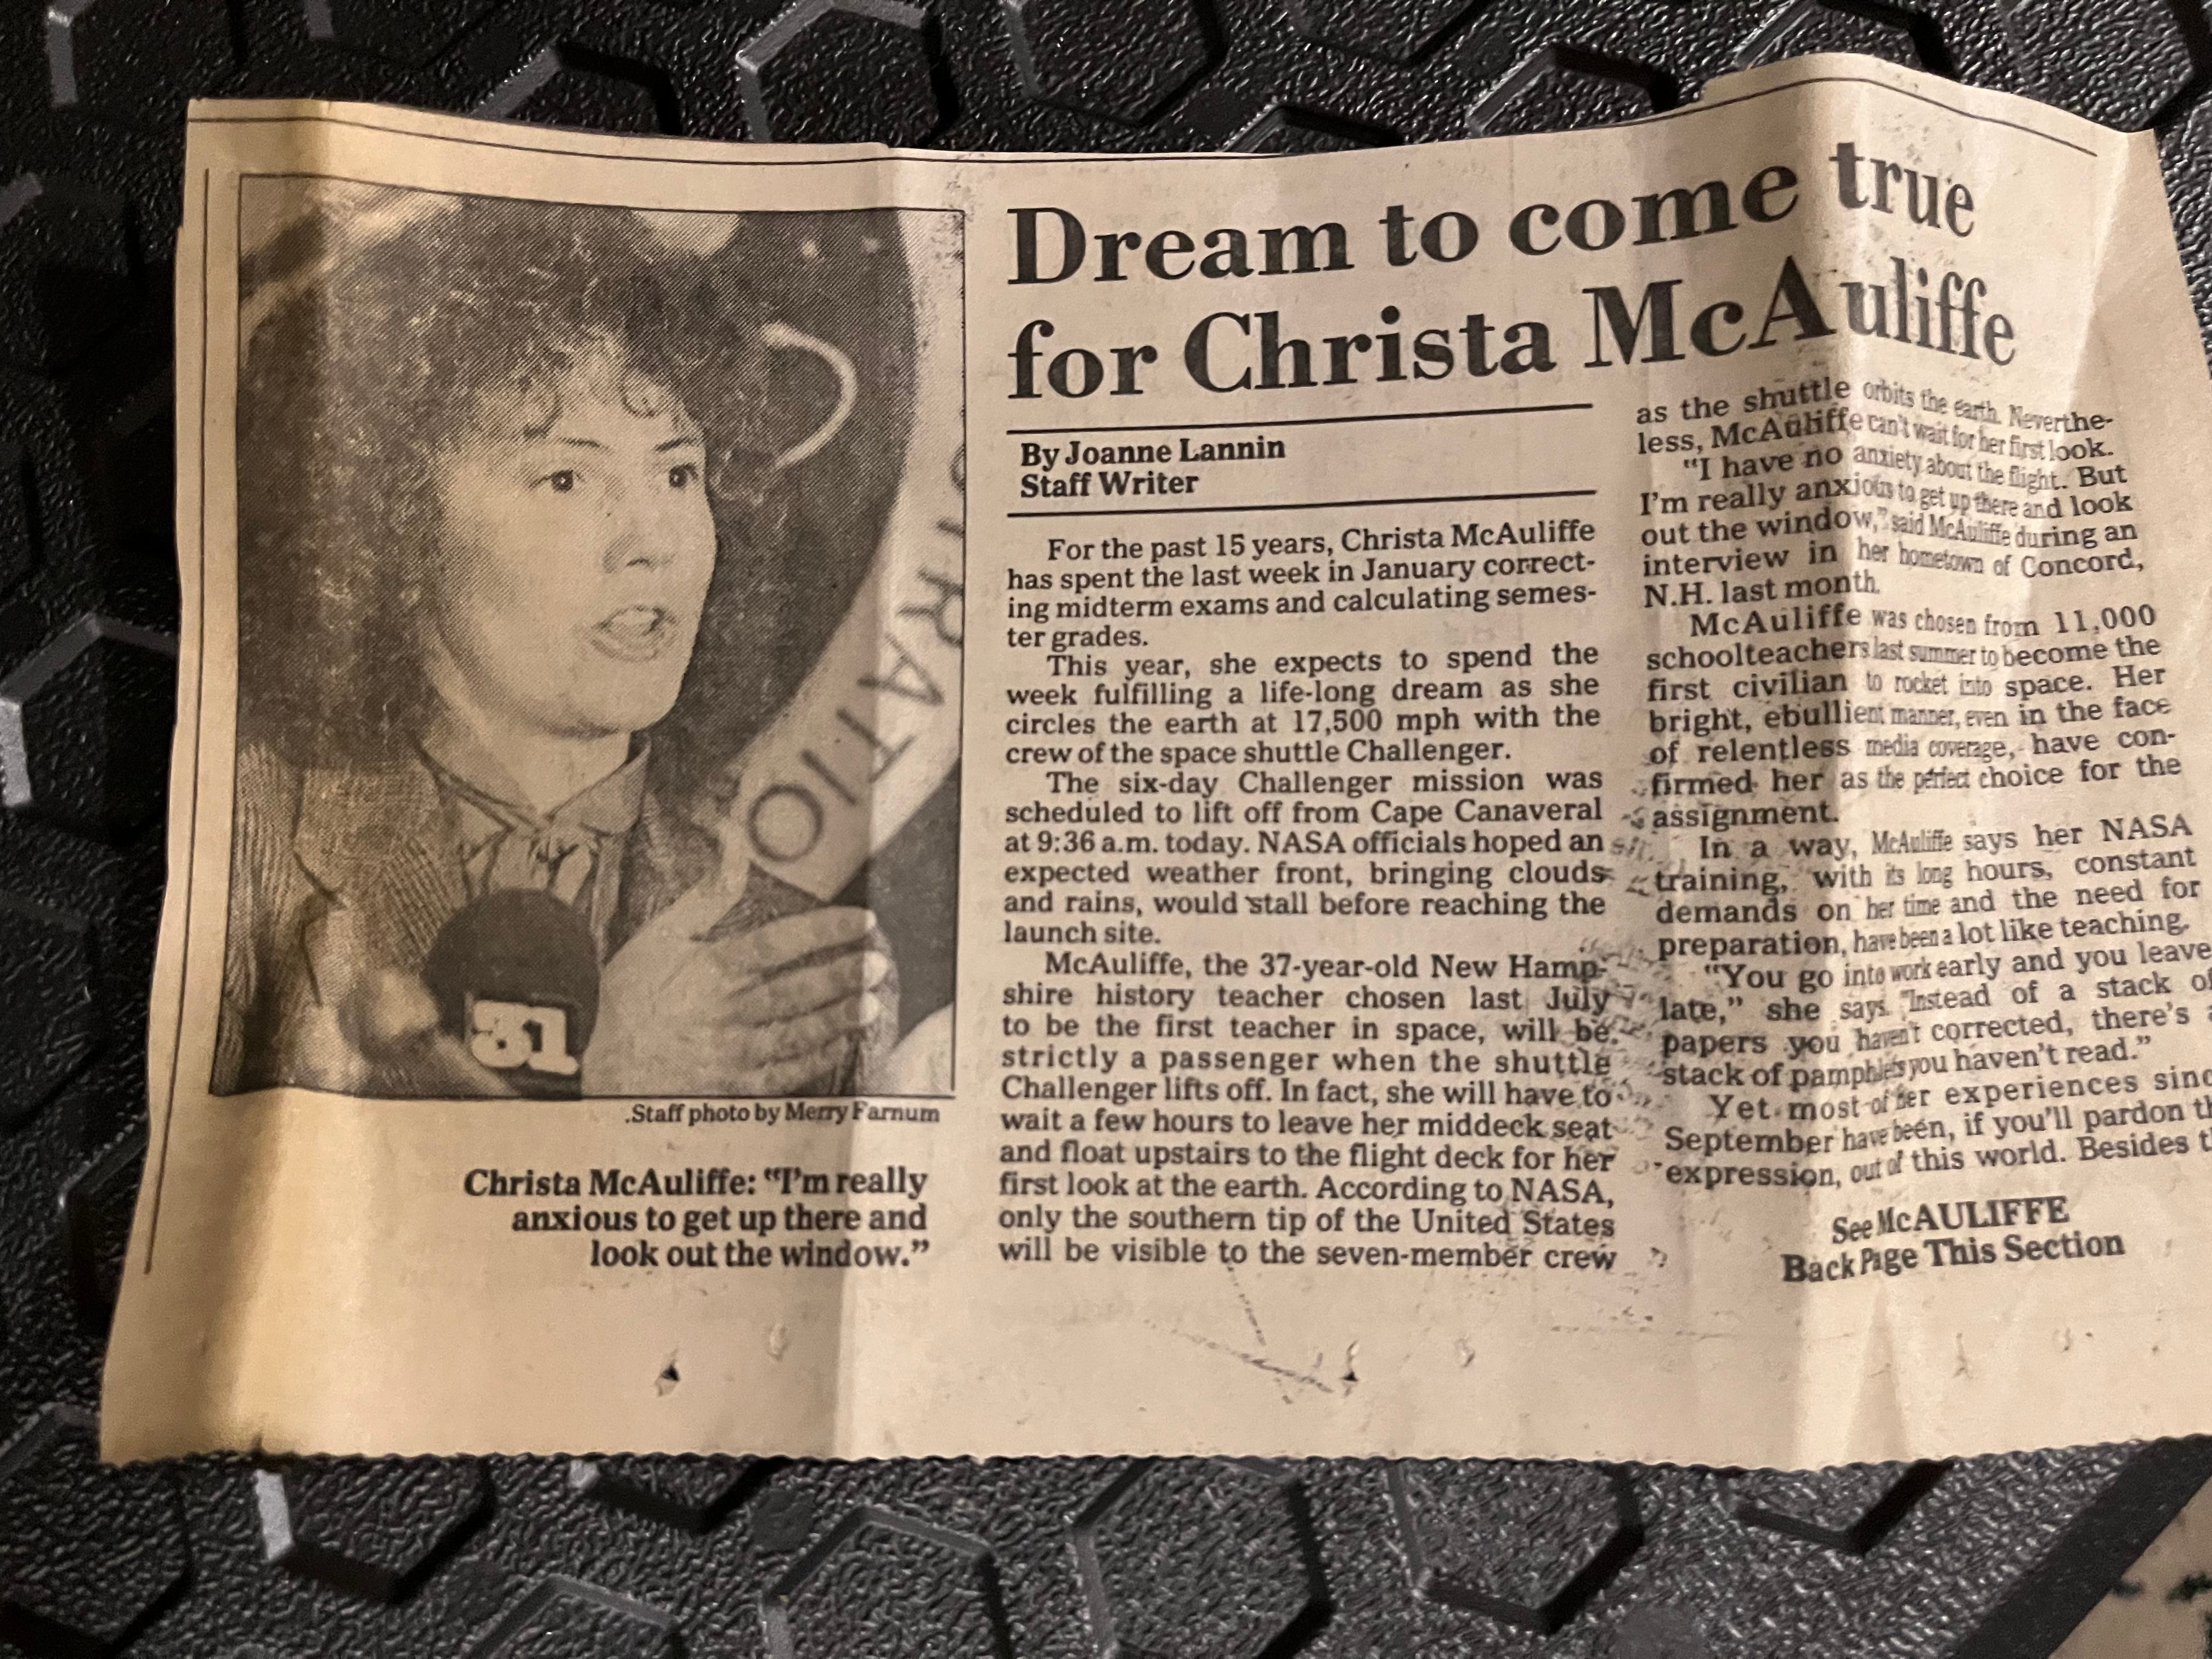 Dream to come true
for Christa McAuliffe
By Joanne Lannin
Staff Writer
For the past 15 years, Christa McAuliffe
has spent the last week in January correct-
ing midterm exams and calculating semes-
ter grades.
This year, she expects to spend the
week fulfilling a life-long dream as she
circles the earth at 17,500 mph with the
crew of the space shuttle Challenger.
The six-day Challenger mission was
scheduled to lift off from Cape Canaveral
at 9:36 a.m. today. NASA officials hoped an
expected weather front, bringing clouds
and rains, would stall before reaching the
launch site.
McAuliffe, the 37-year-old New Hamp-
shire history teacher chosen last July
to be the first teacher in space, will be
strictly a passenger when the shuttle
Challenger lifts off. In fact, she will have to
wait a few hours to leave her middeck seat
and float upstairs to the flight deck for her
first look at the earth. According to NASA,
only the southern tip of the United States
will be visible to the seven-member crew
as the shuttle orbits the earth. Neverthe-
less, McAuliffe can't wait for her first look.
"I have no anxiety about the flight. But
I'm really anxious to get up there and look
out the window," said McAuliffe during an
interview in her hometown of Concord,
N.H. last month.
McAuliffe was chosen from 11,000
schoolteachers last summer to become the
first civilian to rocket into space. Her
bright, ebullient manner, even in the face
of relentless media coverage, have con-
firmed her as the perfect choice for the
assignment.
In a way, McAuliffe says her NASA
training, with its long hours, constant
demands on her time and the need for
preparation, have been a lot like teaching.
"You go into work early and you leave
late," she says. "Instead of a stack of
papers you haven't corrected, there's a
stack of pamphlets you haven't read."
Yet most of her experiences sinc
September have been, if you'll pardon th
expression, out of this world. Besides t
See McAULIFFE
Back Page This Section
STRATIO
31
Staff photo by Merry Farnum
Christa McAuliffe: "I'm really
anxious to get up there and
look out the window."